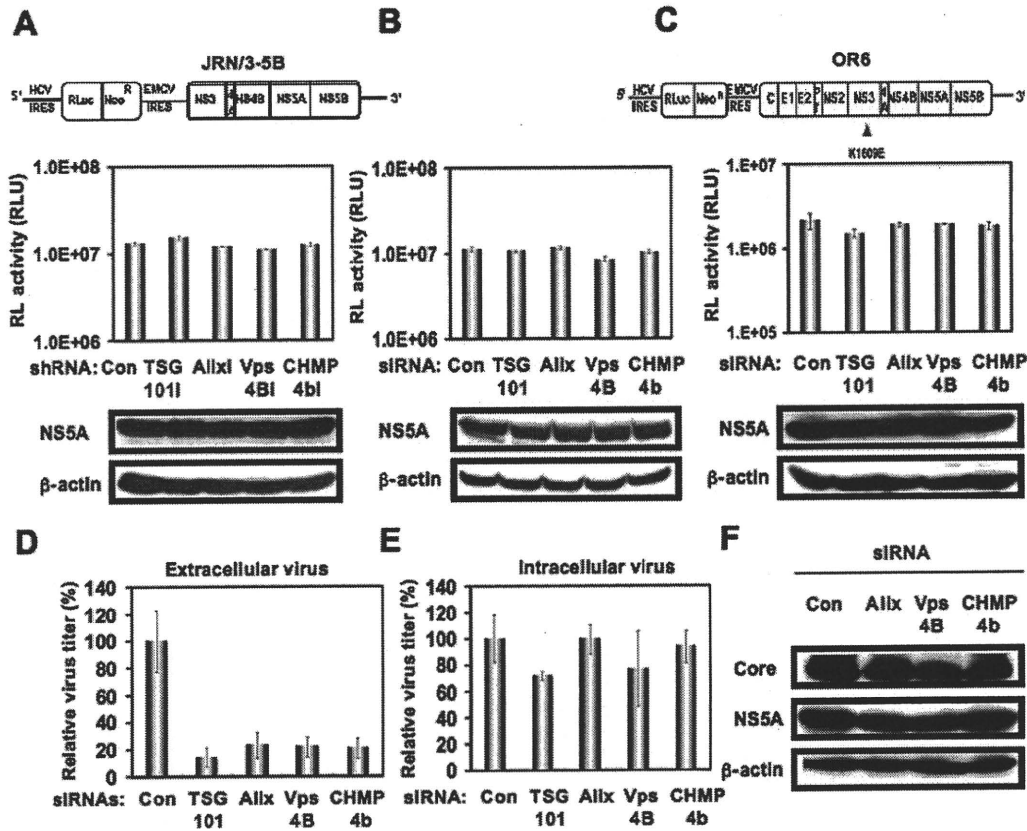 A
JRN/3-5B
5' HCV IRES RLuc Neo R EMCV IRES NS3 4A NS4B NS5A NS5B 3'
RL activity (RLU)
1.0E+08
1.0E+07
1.0E+06
shRNA: Con TSG 101i Alixi Vps 4Bi CHMP 4bi
NS5A
β-actin
B
RL activity (RLU)
1.0E+08
1.0E+07
1.0E+06
siRNA: Con TSG 101 Alix Vps 4B CHMP 4b
NS5A
β-actin
C
OR6
5' HCV IRES RLuc Neo R EMCV IRES C E1 E2 P7 NS2 NS3 4A NS4B NS5A NS5B 3'
K1609E
RL activity (RLU)
1.E+07
1.E+06
1.E+05
siRNA: Con TSG 101 Alix Vps 4B CHMP 4b
NS5A
β-actin
D
Extracellular virus
Relative virus titer (%)
140
120
100
80
60
40
20
0
siRNAs: Con TSG 101 Alix Vps 4B CHMP 4b
E
Intracellular virus
Relative virus titer (%)
140
120
100
80
60
40
20
0
siRNA: Con TSG 101 Alix Vps 4B CHMP 4b
F
siRNA
Con Alix Vps 4B CHMP 4b
Core
NS5A
β-actin